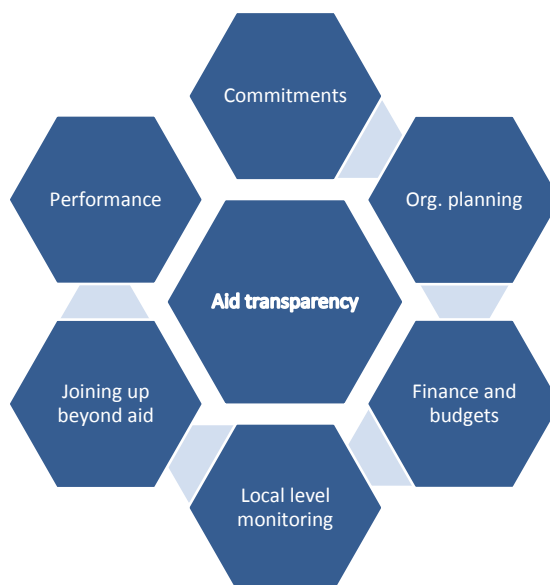 Commitments
Performance
Org. planning
Aid transparency
Joining up
beyond aid
Finance and
budgets
Local level
monitoring